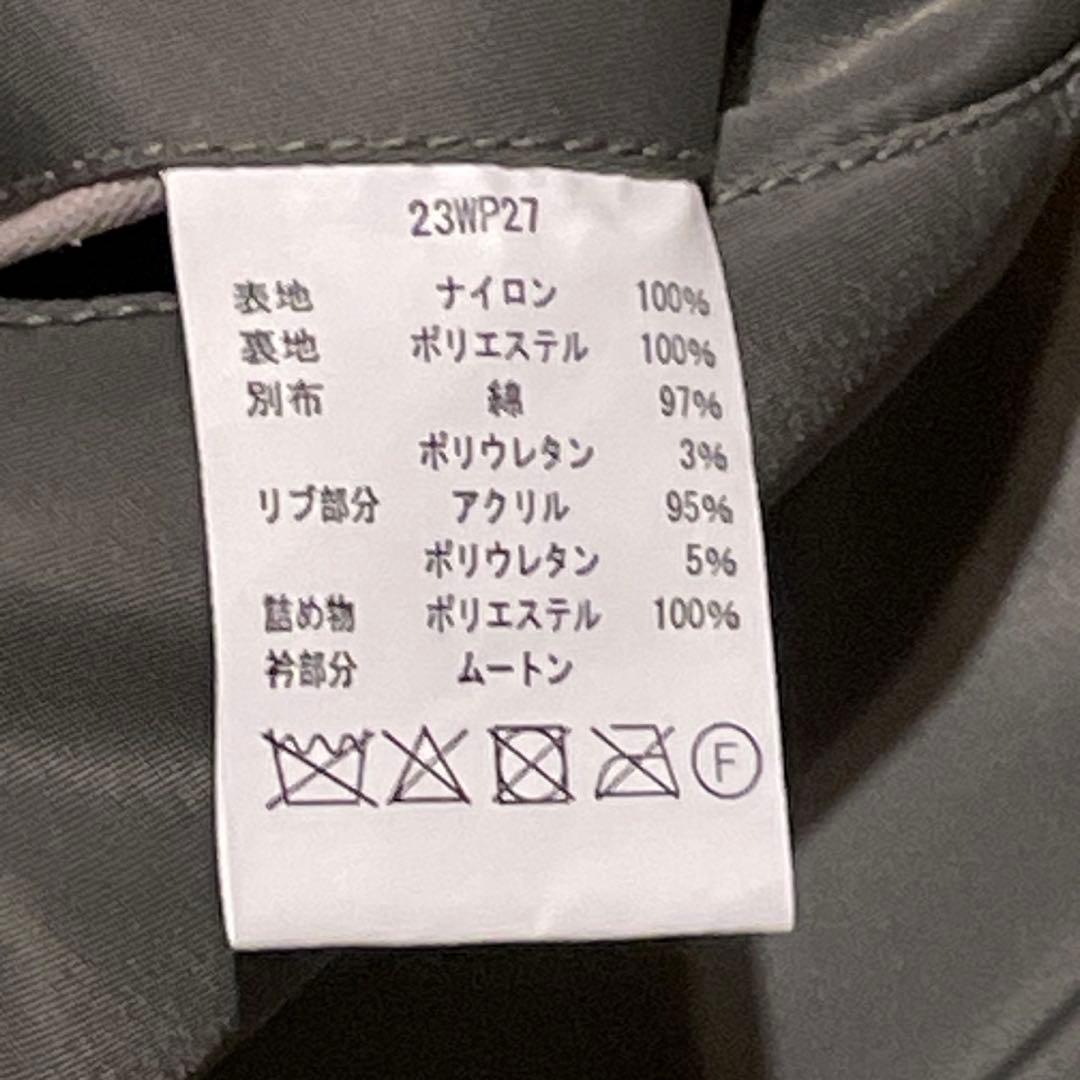 23WP27
表地 ナイロン 100%
裏地 ポリエステル 100%
別布 綿 97%
ポリウレタン 3%
リブ部分 アクリル 95%
ポリウレタン 5%
詰め物 ポリエステル 100%
衿部分 ムートン
F